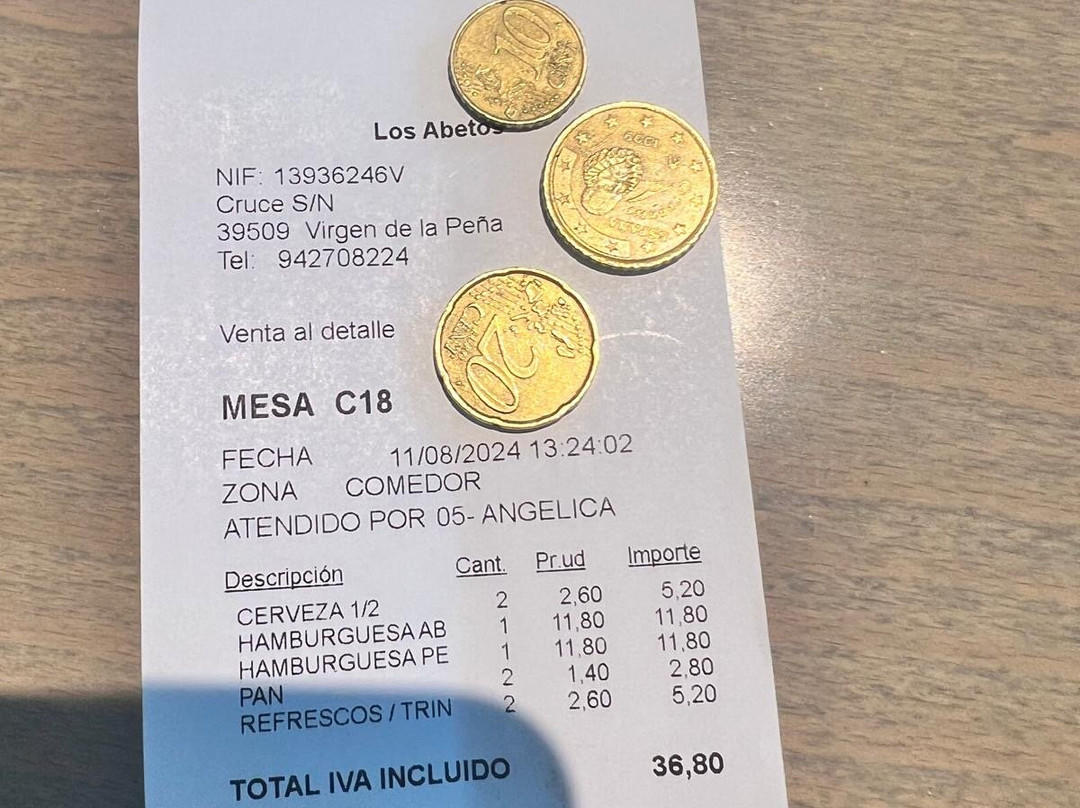 10
Los Abetos
NIF: 13936246V
Cruce S/N
39509 Virgen de la Peña
Tel: 942708224
1999
20
CENT
Venta al detalle
MESA C18
FECHA 11/08/2024 13:24:02
ZONA COMEDOR
ATENDIDO POR 05- ANGELICA
Descripción Cant. Pr.ud Importe
CERVEZA 1/2 2 2,60 5,20
HAMBURGUESA AB 1 11,80 11,80
HAMBURGUESA PE 1 11,80 11,80
PAN 2 1,40 2,80
REFRESCOS / TRIN 2 2,60 5,20
TOTAL IVA INCLUIDO 36,80